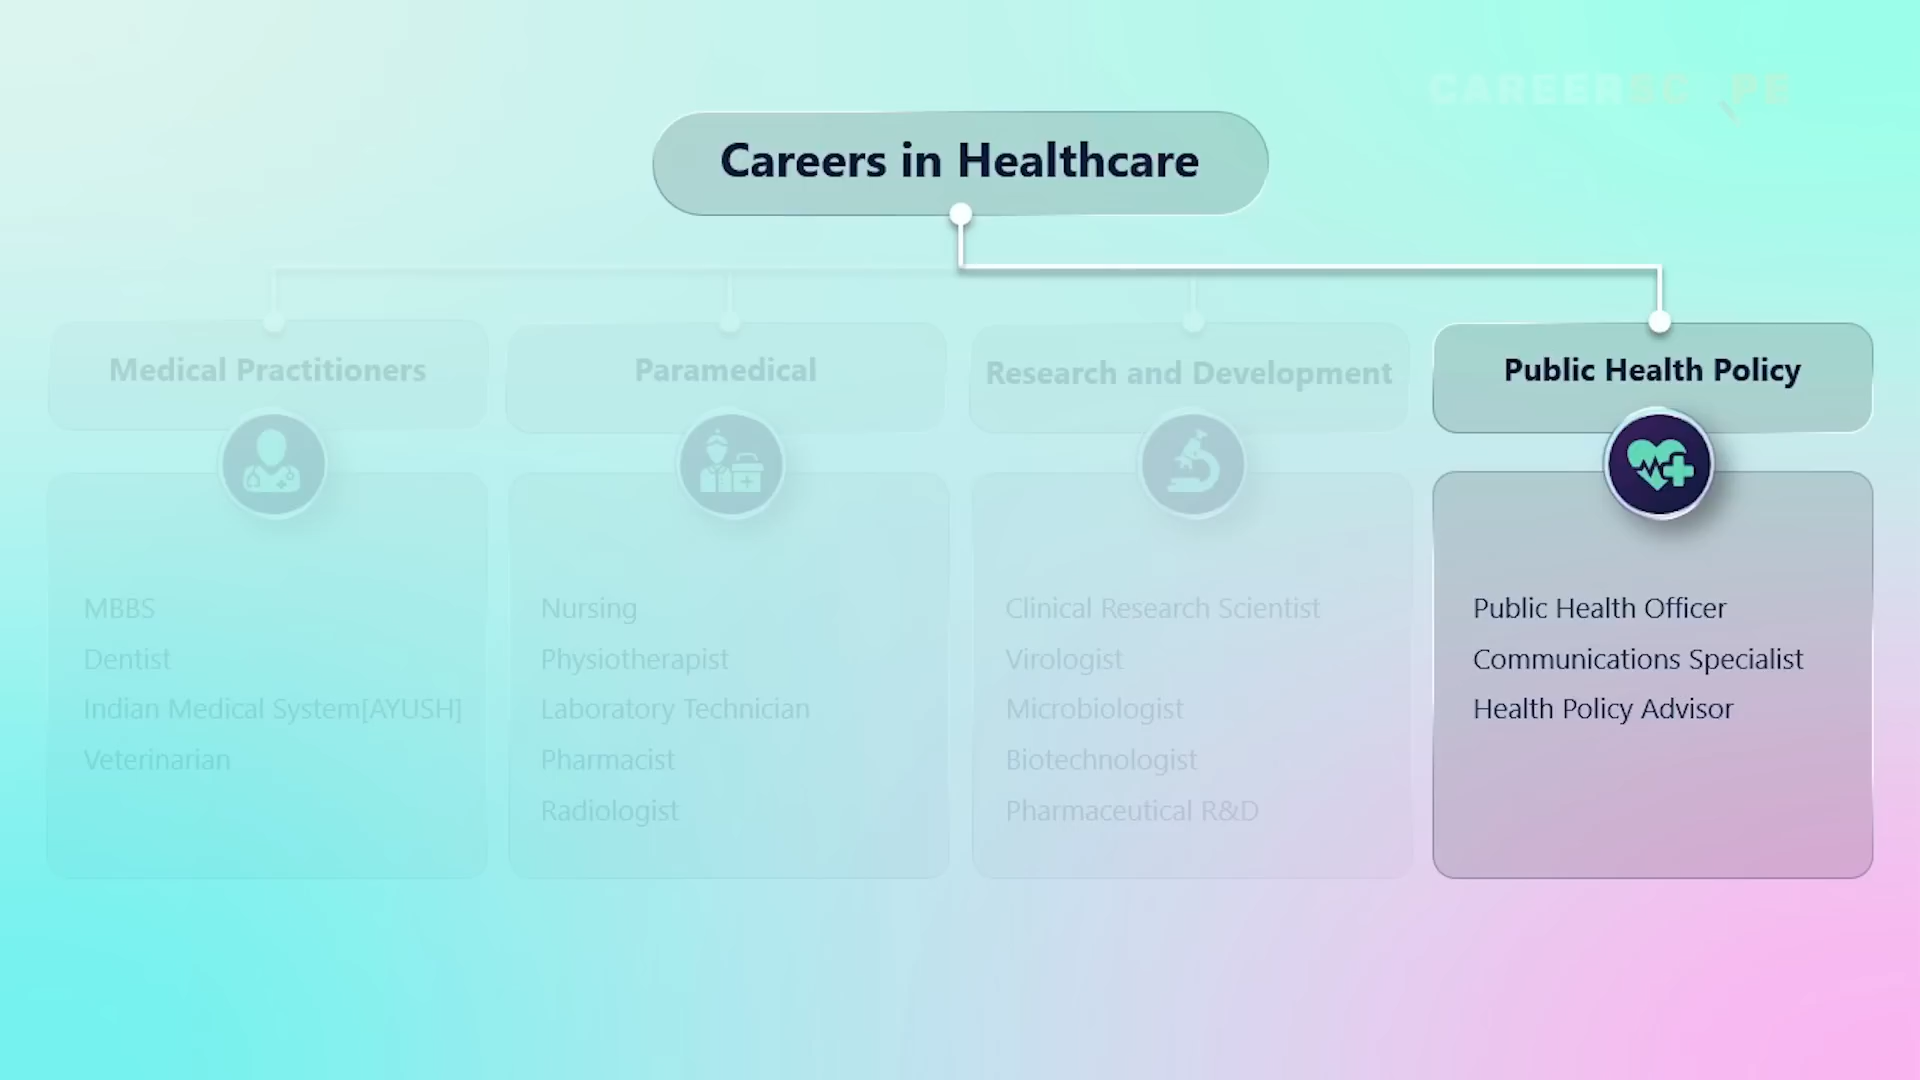 CAREERSCOPE
Careers in Healthcare
Medical Practitioners
MBBS
Dentist
Indian Medical System[AYUSH]
Veterinarian
Paramedical
Nursing
Physiotherapist
Laboratory Technician
Pharmacist
Radiologist
Research and Development
Clinical Research Scientist
Virologist
Microbiologist
Biotechnologist
Pharmaceutical R&D
Public Health Policy
Public Health Officer
Communications Specialist
Health Policy Advisor